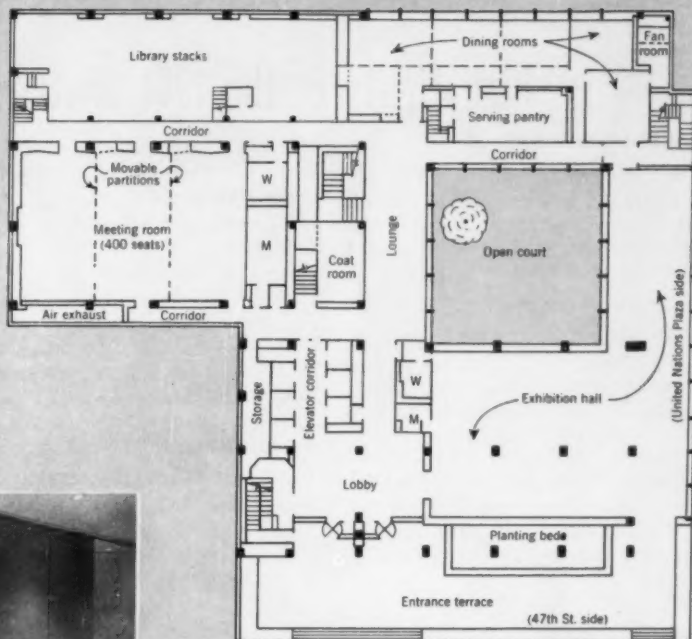 Library stacks
Dining rooms
Fan
room
Serving pantry
Corridor
Corridor
Movable
partitions
W
Meeting room
(400 seats)
M
Coat
room
Lounge
Open court
(United Nations Plaza side)
Air exhaust
Corridor
Storage
Elevator corridor
W
M
Exhibition hall
Lobby
Planting beds
Entrance terrace
(47th St. side)